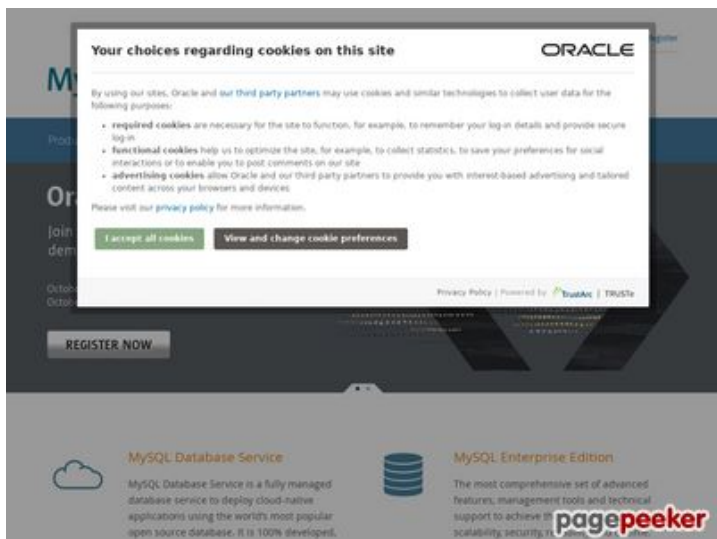 Your choices regarding cookies on this site
ORACLE
Register
My
By using our sites, Oracle and our third party partners may use cookies and similar technologies to collect user data for the
following purposes:
• required cookies are necessary for the site to function, for example, to remember your log-in details and provide secure
log-in
• functional cookies help us to optimize the site, for example, to collect statistics, to save your preferences for social
interactions or to enable you to post comments on our site
• advertising cookies allow Oracle and our third party partners to provide you with interest-based advertising and tailored
content across your browsers and devices
Please visit our privacy policy for more information.
I accept all cookies
View and change cookie preferences
Privacy Policy | Powered by TrustArc | TRUSTe
Produ
Ora
Join
dem
Octobe
Octobe
REGISTER NOW
MySQL Database Service
MySQL Database Service is a fully managed
database service to deploy cloud-native
applications using the world's most popular
open source database. It is 100% developed,
MySQL Enterprise Edition
The most comprehensive set of advanced
features, management tools and technical
support to achieve th
scalability, security,
pagepeeker